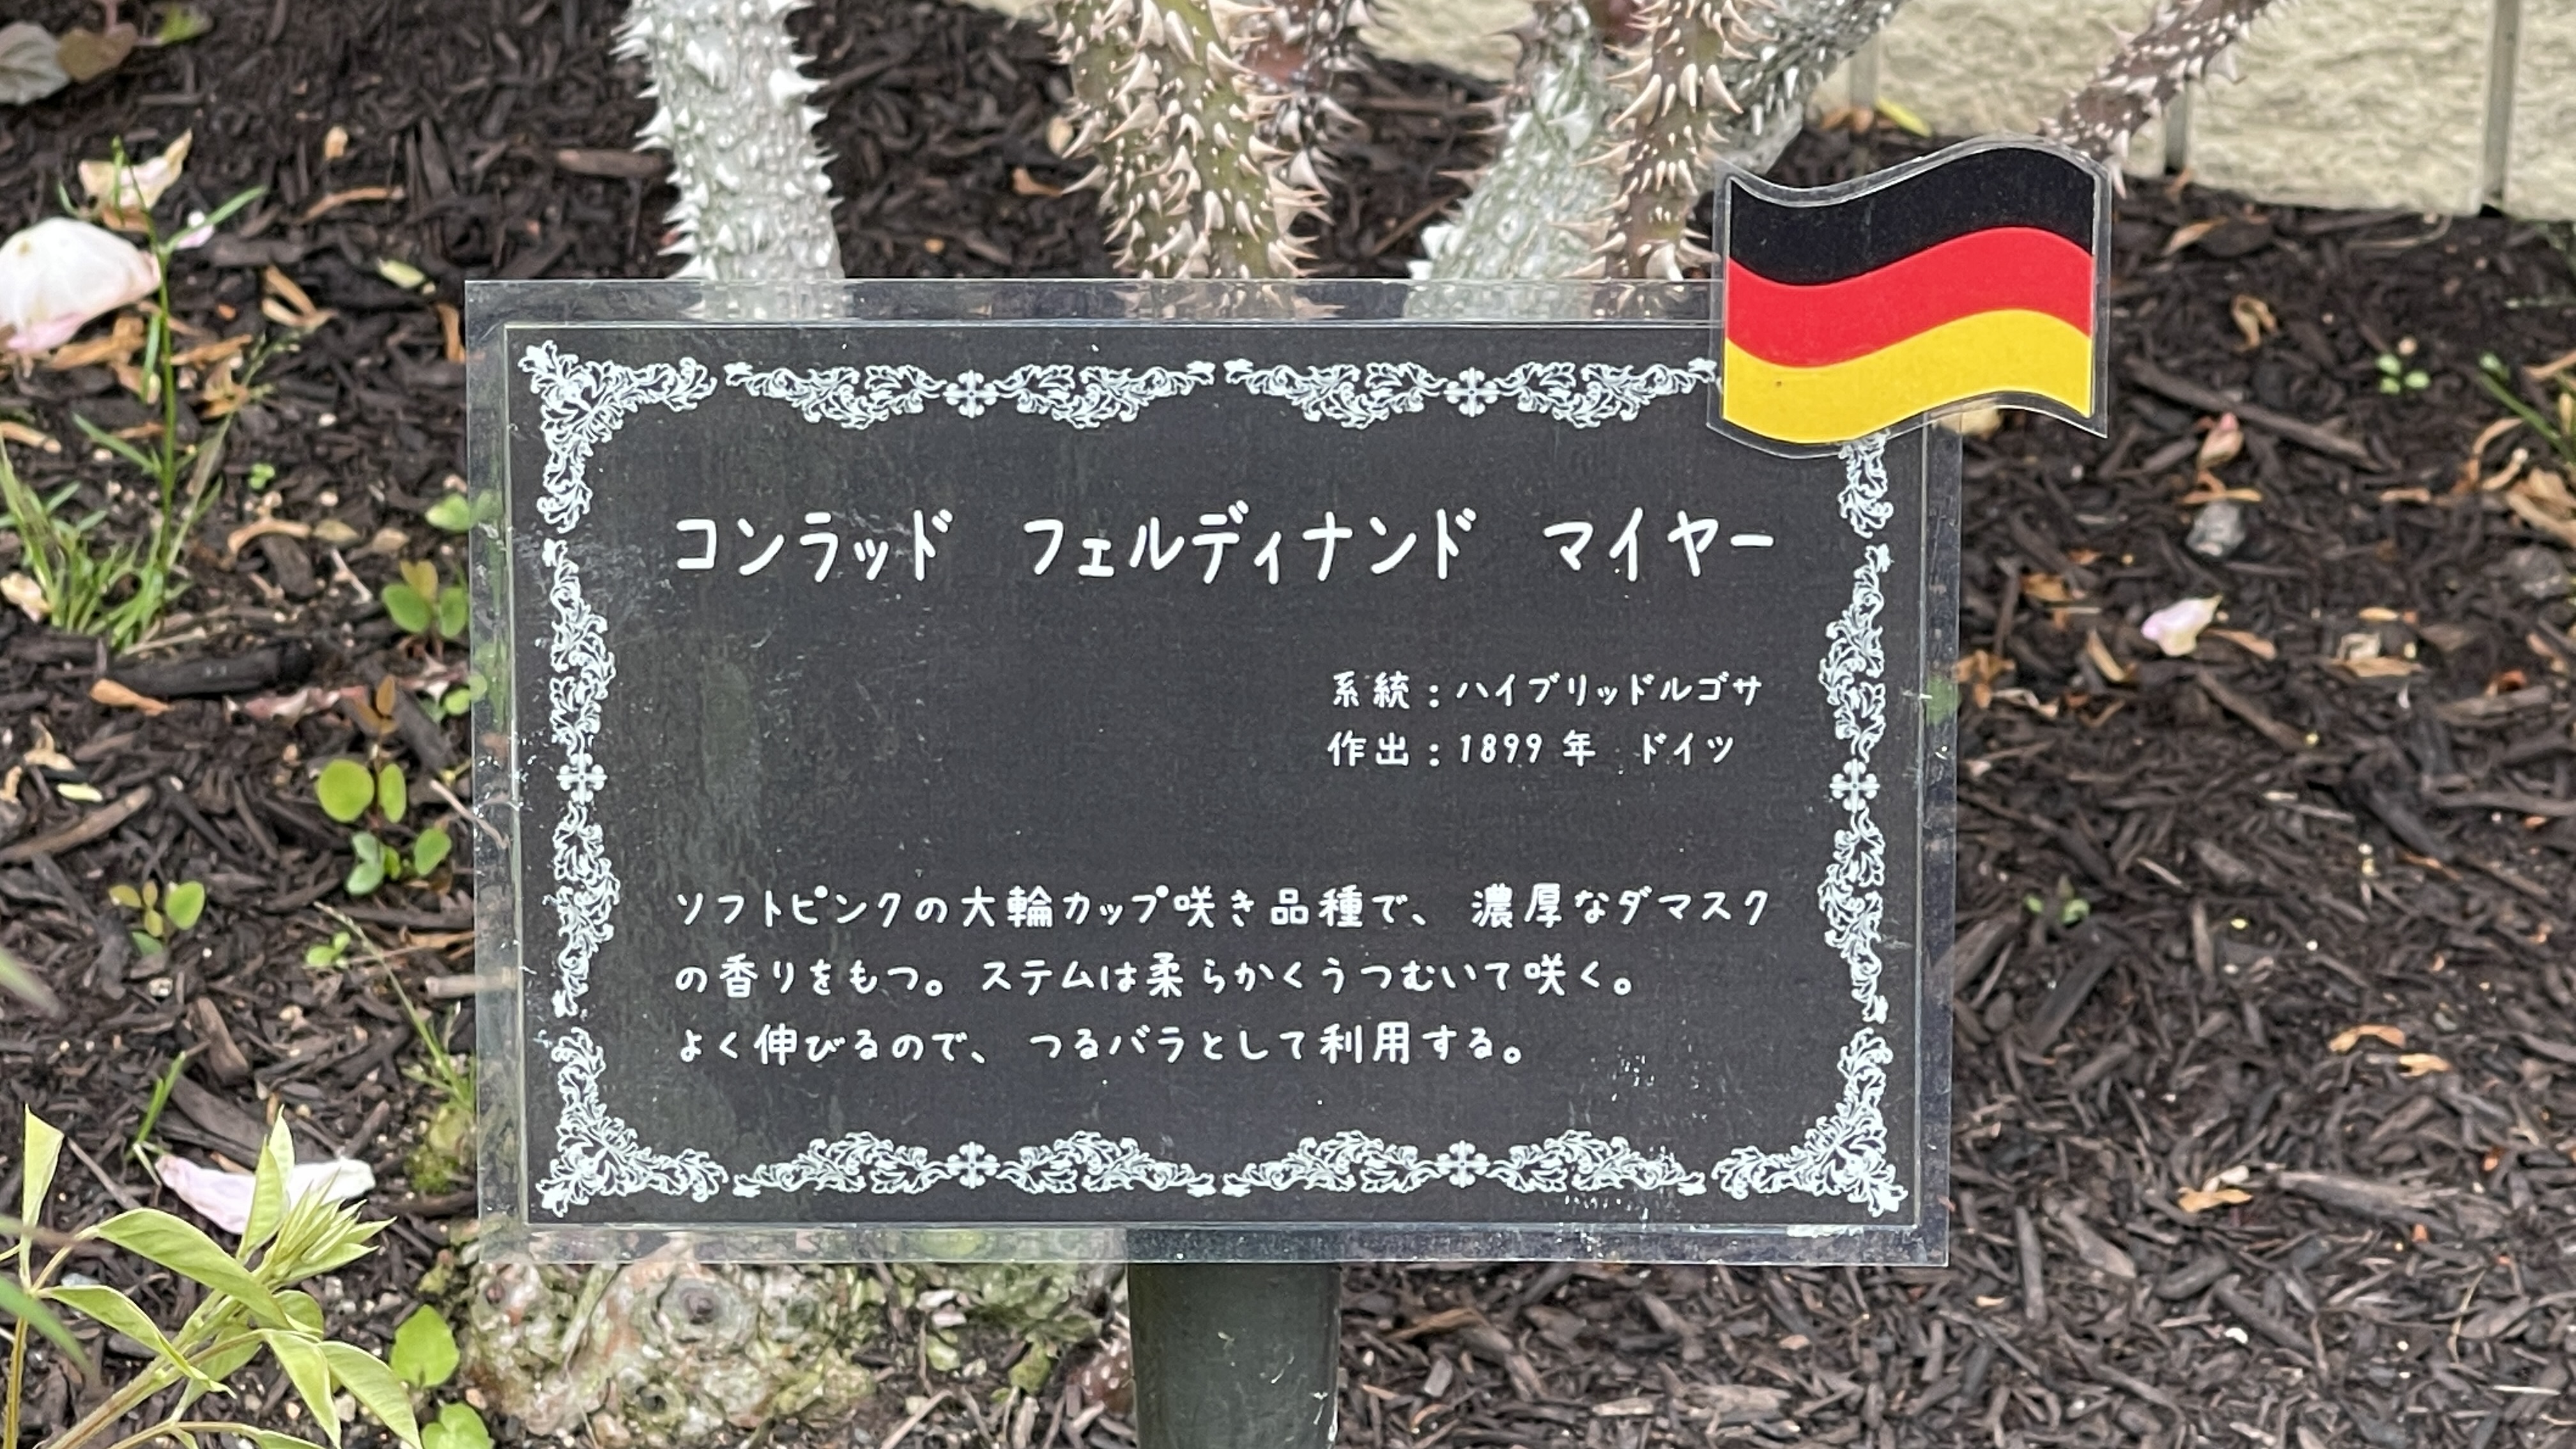 コンラッド　フェルディナンド　マイヤー
系統：ハイブリッドルゴサ
作出：1899 年　ドイツ
ソフトピンクの大輪カップ咲き品種で、濃厚なダマスク
の香りをもつ。ステムは柔らかくうつむいて咲く。
よく伸びるので、つるバラとして利用する。